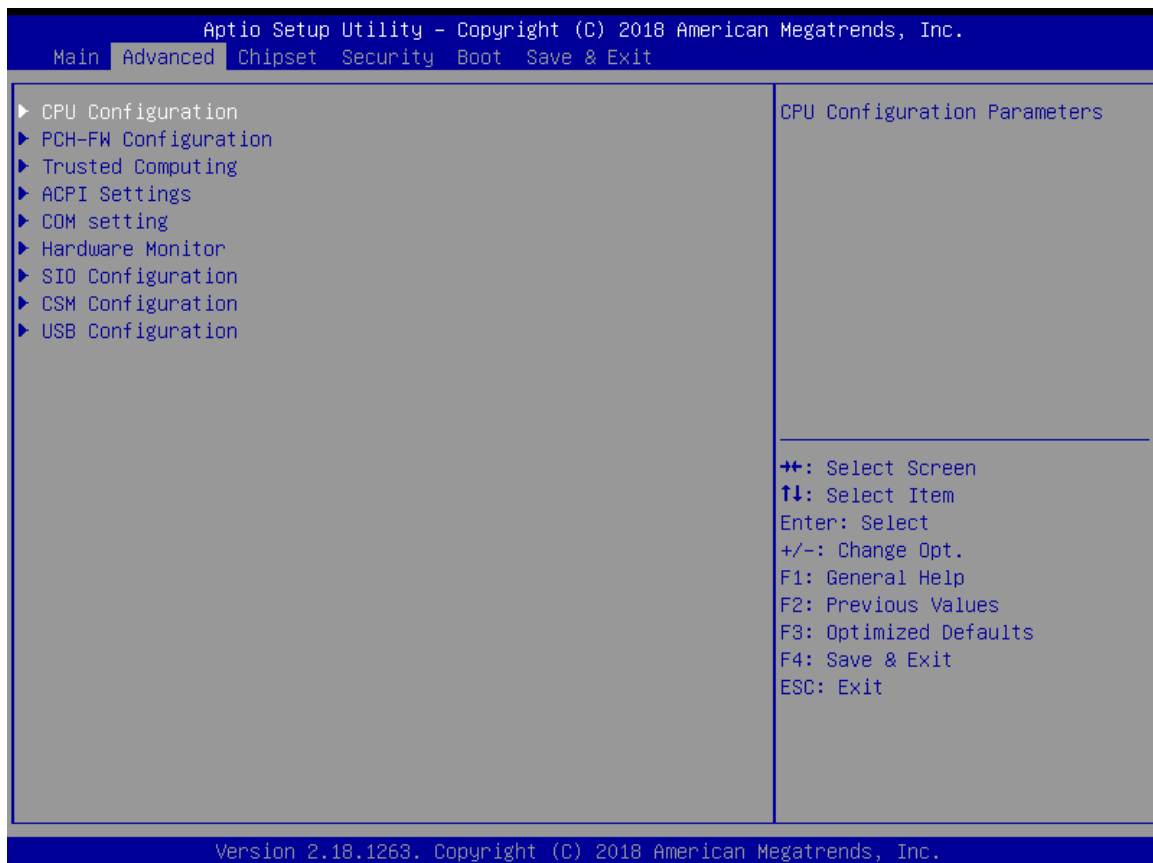 Aptio Setup Utility – Copyright (C) 2018 American Megatrends, Inc.
Main Advanced Chipset Security Boot Save & Exit
▶ CPU Configuration
▶ PCH-FW Configuration
▶ Trusted Computing
▶ ACPI Settings
▶ COM setting
▶ Hardware Monitor
▶ SIO Configuration
▶ CSM Configuration
▶ USB Configuration
CPU Configuration Parameters
→←: Select Screen
↑↓: Select Item
Enter: Select
+/-: Change Opt.
F1: General Help
F2: Previous Values
F3: Optimized Defaults
F4: Save & Exit
ESC: Exit
Version 2.18.1263. Copyright (C) 2018 American Megatrends, Inc.